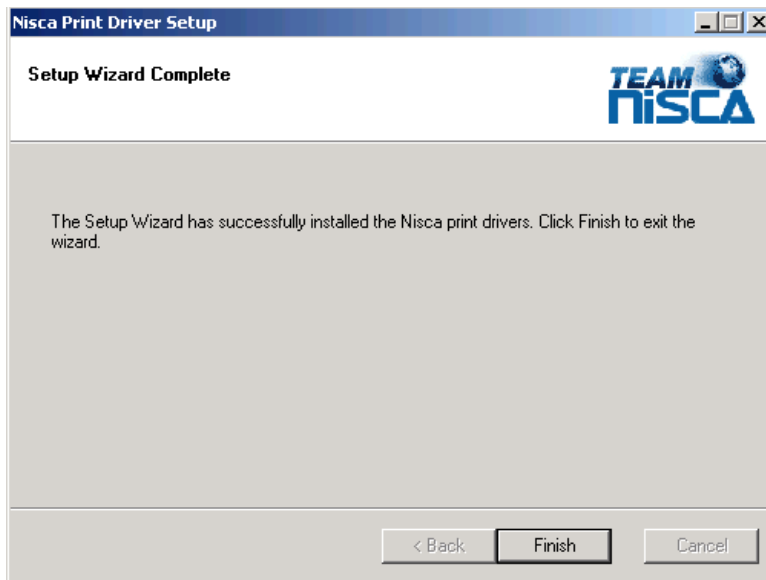 Nisca Print Driver Setup
Setup Wizard Complete
TEAM
NiSCA
The Setup Wizard has successfully installed the Nisca print drivers. Click Finish to exit the
wizard.
< Back Finish Cancel